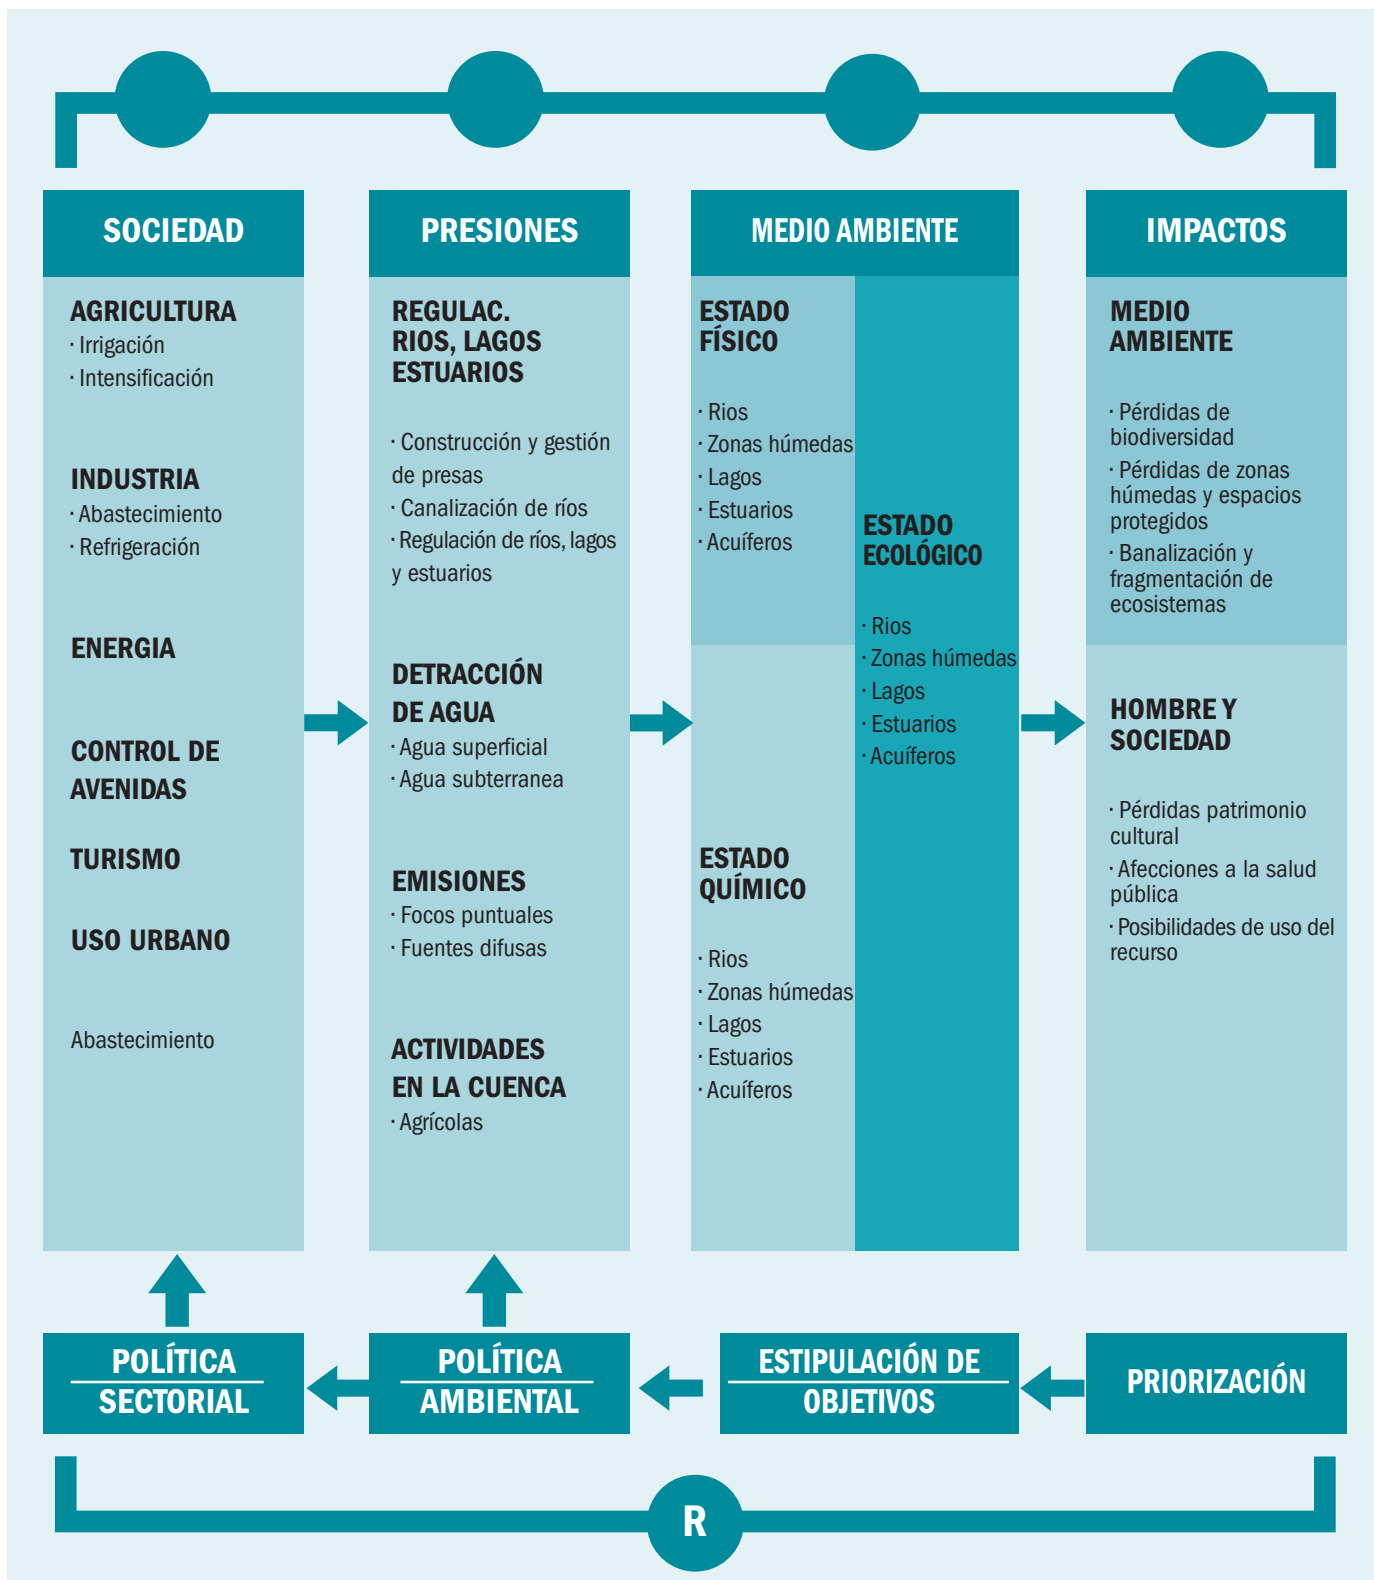 SOCIEDAD
AGRICULTURA
· Irrigación
· Intensificación
INDUSTRIA
· Abastecimiento
· Refrigeración
ENERGIA
CONTROL DE
AVENIDAS
TURISMO
USO URBANO
Abastecimiento
PRESIONES
REGULAC.
RIOS, LAGOS
ESTUARIOS
· Construcción y gestión
de presas
· Canalización de ríos
· Regulación de ríos, lagos
y estuarios
DETRACCIÓN
DE AGUA
· Agua superficial
· Agua subterranea
EMISIONES
· Focos puntuales
· Fuentes difusas
ACTIVIDADES
EN LA CUENCA
· Agrícolas
MEDIO AMBIENTE
ESTADO
FÍSICO
· Rios
· Zonas húmedas
· Lagos
· Estuarios
· Acuíferos
ESTADO
QUÍMICO
· Rios
· Zonas húmedas
· Lagos
· Estuarios
· Acuíferos
ESTADO
ECOLÓGICO
· Rios
· Zonas húmedas
· Lagos
· Estuarios
· Acuíferos
IMPACTOS
MEDIO
AMBIENTE
· Pérdidas de
biodiversidad
· Pérdidas de zonas
húmedas y espacios
protegidos
· Banalización y
fragmentación de
ecosistemas
HOMBRE Y
SOCIEDAD
· Pérdidas patrimonio
cultural
· Afecciones a la salud
pública
· Posibilidades de uso del
recurso
POLÍTICA
SECTORIAL
POLÍTICA
AMBIENTAL
ESTIPULACIÓN DE
OBJETIVOS
PRIORIZACIÓN
R